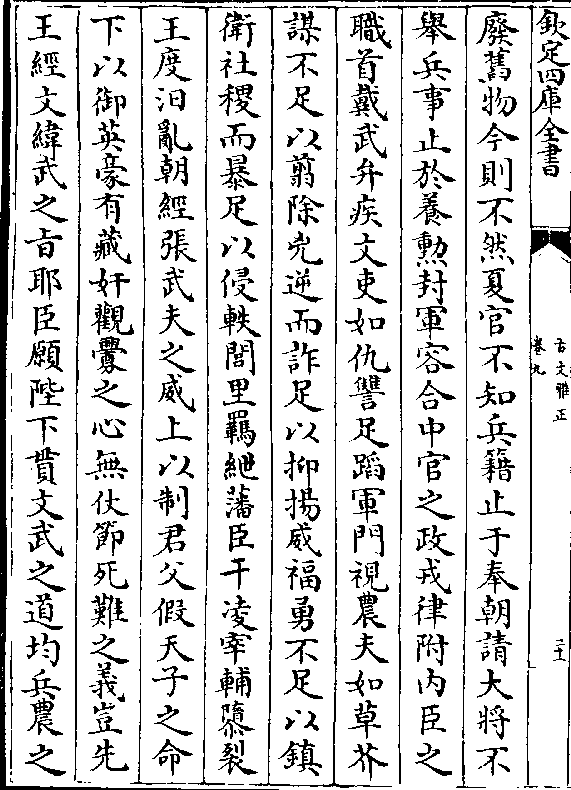 欽定四庫全書
古文雅正
卷九
二十
廢舊物今則不然夏官不知兵籍止于奉朝請大將不
舉兵事止於養勲封軍容合中官之政戎律附内臣之
職首戴武弁疾文吏如仇讐足蹈軍門視農夫如草芥
謀不足以翦除兇逆而詐足以抑揚威福勇不足以鎮
衛社稷而暴足以侵軼閭里羈絏藩臣干凌宰輔隳裂
王度汩亂朝經張武夫之威上以制君父假天子之命
下以御英豪有藏奸觀釁之心無仗節死難之義豈先
王經文緯武之㫖耶臣願陛下貫文武之道均兵農之